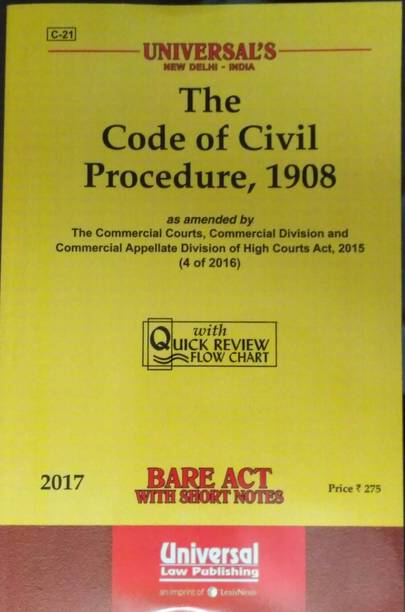 C-21
UNIVERSAL'S
NEW DELHI - INDIA
The
Code of Civil
Procedure, 1908
as amended by
The Commercial Courts, Commercial Division and
Commercial Appellate Division of High Courts Act, 2015
(4 of 2016)
with
QUICK REVIEW
FLOW CHART
2017
BARE ACT
WITH SHORT NOTES
Price ₹ 275
Universal
Law Publishing
an imprint of LexisNexis